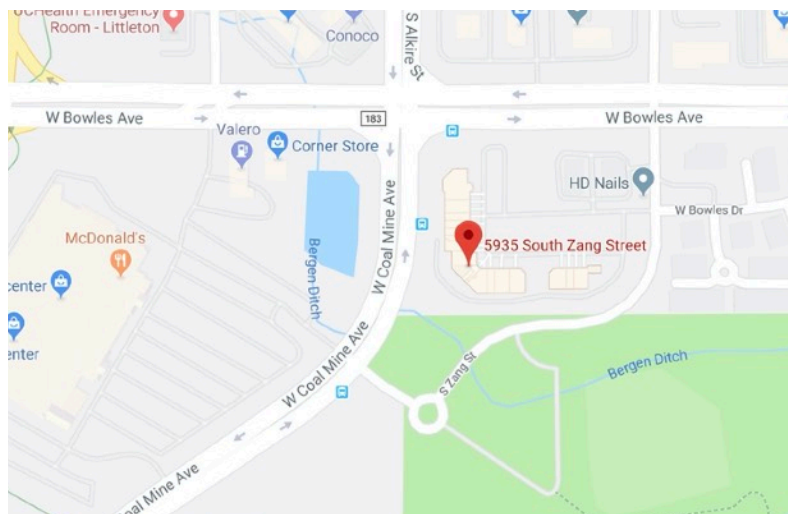 UCHealth Emergency
Room - Littleton
Conoco
S Alkire St
W Bowles Ave
183
W Bowles Ave
Valero
Corner Store
HD Nails
W Bowles Dr
McDonald's
Bergen Ditch
W Coal Mine Ave
5935 South Zang Street
center
enter
W Coal Mine Ave
S Zang St
Bergen Ditch
Coal Mine Ave